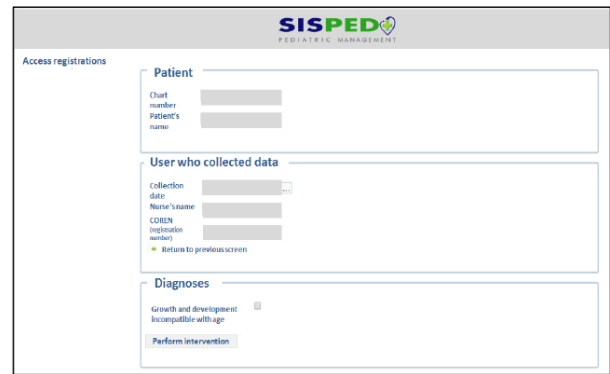 SISPED
PEDIATRIC MANAGEMENT
Access registrations
Patient
Chart
number
Patient's
name
User who collected data
Collection
date
...
Nurse's name
COREN
(registration
number)
Return to previous screen
Diagnoses
Growth and development
incompatible with age
Perform intervention